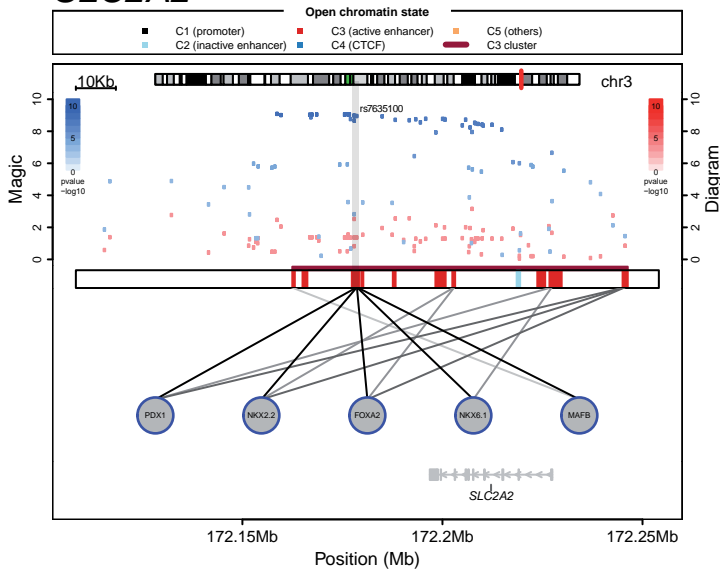 SLC2A2
Open chromatin state
C1 (promoter) C3 (active enhancer) C5 (others)
C2 (inactive enhancer) C4 (CTCF) C3 cluster
10Kb chr3
rs7635100
10 5 0
pvalue
−log10
10 5 0
pvalue
−log10
Magic
0 2 4 6 8 10
Diagram
0 2 4 6 8 10
PDX1 NKX2.2 FOXA2 NKX6.1 MAFB
SLC2A2
172.15Mb 172.2Mb 172.25Mb
Position (Mb)